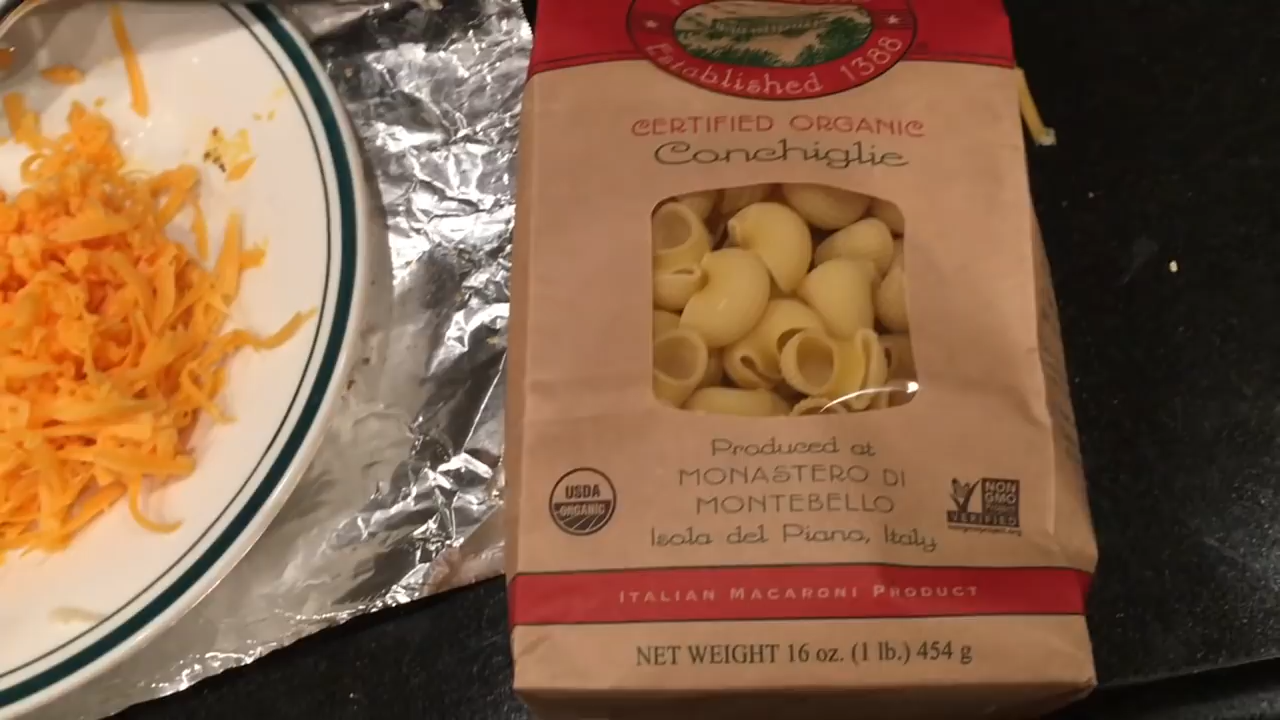 Established 1388
CERTIFIED ORGANIC
Conchiglie
Produced at
MONASTERO DI
MONTEBELLO
Isola del Piano, Italy
USDA
ORGANIC
NON
GMO
VERIFIED
ITALIAN MACARONI PRODUCT
NET WEIGHT 16 oz. (1 lb.) 454 g